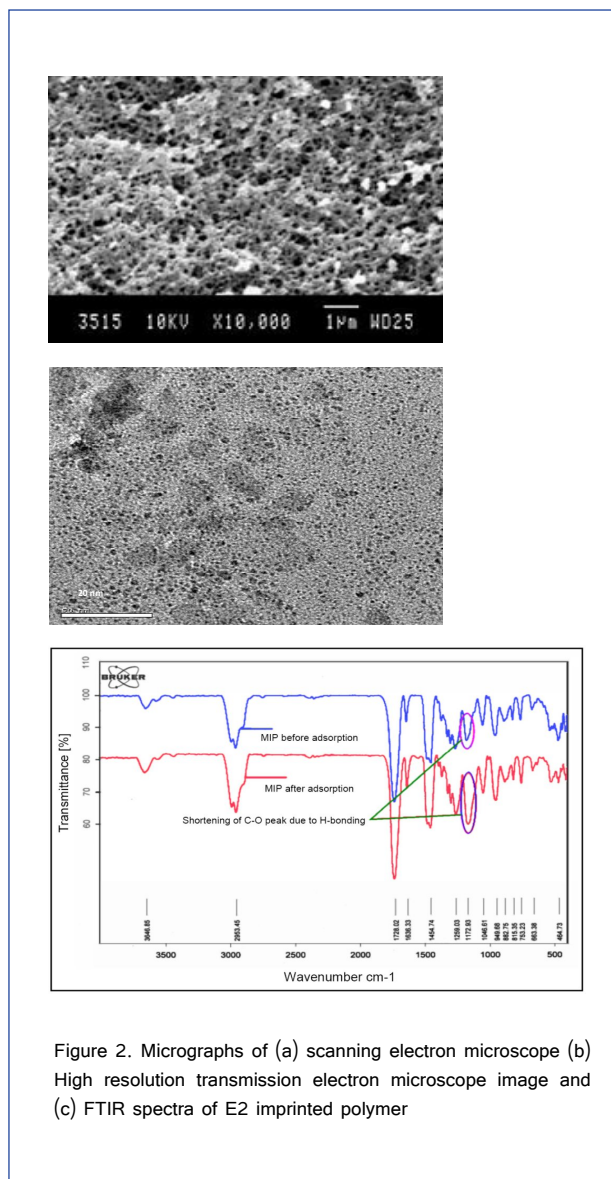 3515 10KV X10,000 1µm WD25
20 nm
BRUKER
Transmittance [%]
110
100
90
80
70
60
MIP before adsorption
MIP after adsorption
Shortening of C-O peak due to H-bonding
3646.85
2953.45
1728.02
1636.33
1454.74
1259.03
1172.93
1046.61
949.68
882.75
815.35
753.23
663.38
464.73
3500 3000 2500 2000 1500 1000 500
Wavenumber cm-1
Figure 2. Micrographs of (a) scanning electron microscope (b)
High resolution transmission electron microscope image and
(c) FTIR spectra of E2 imprinted polymer